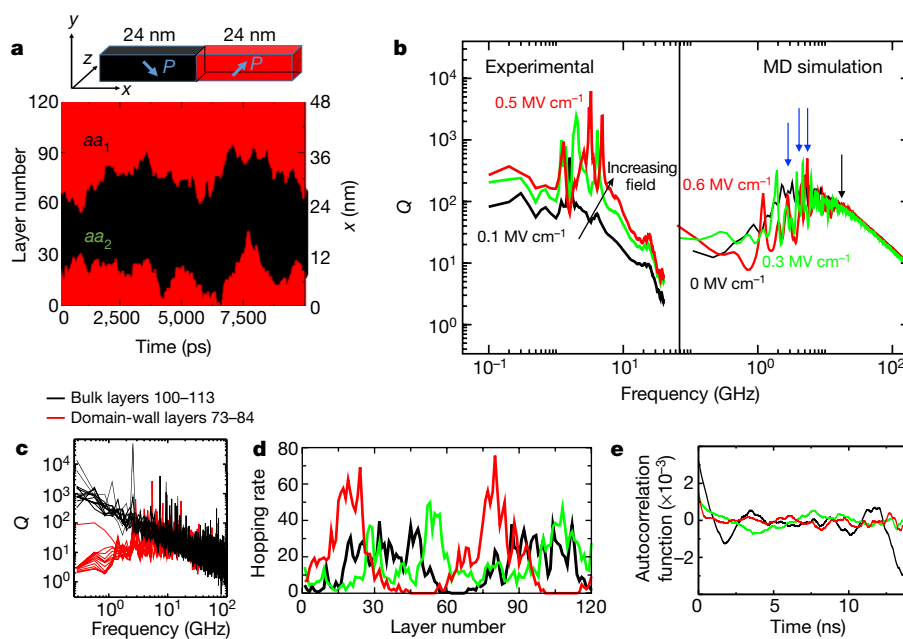 a
y
z
x
24 nm 24 nm
P P
Layer number
120
90
60
30
0
aa1
aa2
48
36
24
12
0
x (nm)
0 2,500 5,000 7,500
Time (ps)
b
Q
10⁴
10³
10²
10¹
10⁰
Experimental
0.5 MV cm⁻¹
Increasing
field
0.1 MV cm⁻¹
MD simulation
0.6 MV cm⁻¹
0.3 MV cm⁻¹
0 MV cm⁻¹
10⁻¹ 10¹ 10⁰ 10²
Frequency (GHz)
Bulk layers 100–113
Domain-wall layers 73–84
c
Q
10⁴
10³
10²
10¹
10⁰
10⁰ 10¹ 10²
Frequency (GHz)
d
Hopping rate
80
60
40
20
0
0 30 60 90 120
Layer number
e
Autocorrelation
function (×10⁻³)
2
0
−2
0 5 10
Time (ns)